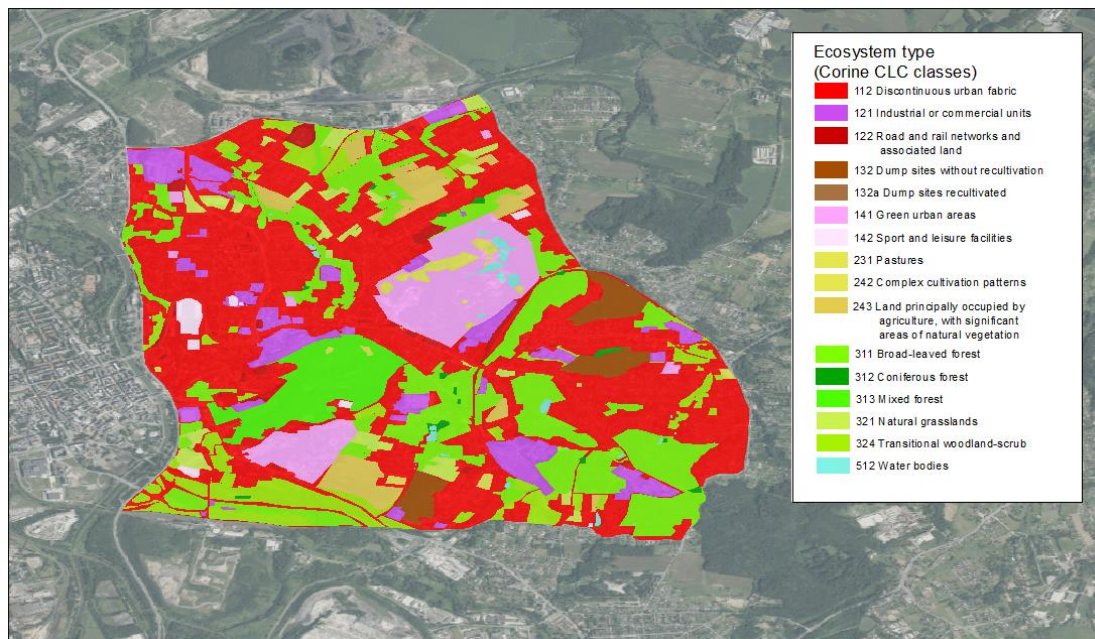 Ecosystem type
(Corine CLC classes)
112 Discontinuous urban fabric
121 Industrial or commercial units
122 Road and rail networks and
associated land
132 Dump sites without recultivation
132a Dump sites recultivated
141 Green urban areas
142 Sport and leisure facilities
231 Pastures
242 Complex cultivation patterns
243 Land principally occupied by
agriculture, with significant
areas of natural vegetation
311 Broad-leaved forest
312 Coniferous forest
313 Mixed forest
321 Natural grasslands
324 Transitional woodland-scrub
512 Water bodies